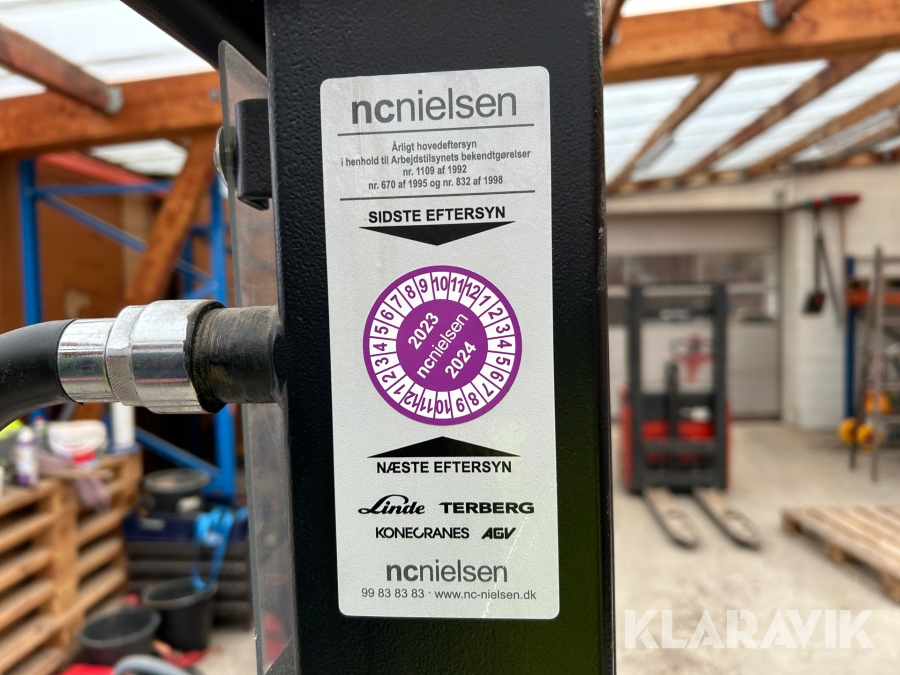 ncnielsen
Årligt hovedeftersyn
i henhold til Arbejdstilsynets bekendtgørelser
nr. 1109 af 1992
nr. 670 af 1995 og nr. 832 af 1998
SIDSTE EFTERSYN
1 2 3 4 5 6 7 8 9 10 11 12
2023
ncnielsen
2024
1 2 3 4 5 6 7 8 9 10 11 12
NÆSTE EFTERSYN
Linde TERBERG
KONECRANES AGV
ncnielsen
99 83 83 83 · www.nc-nielsen.dk
KLARAVIK